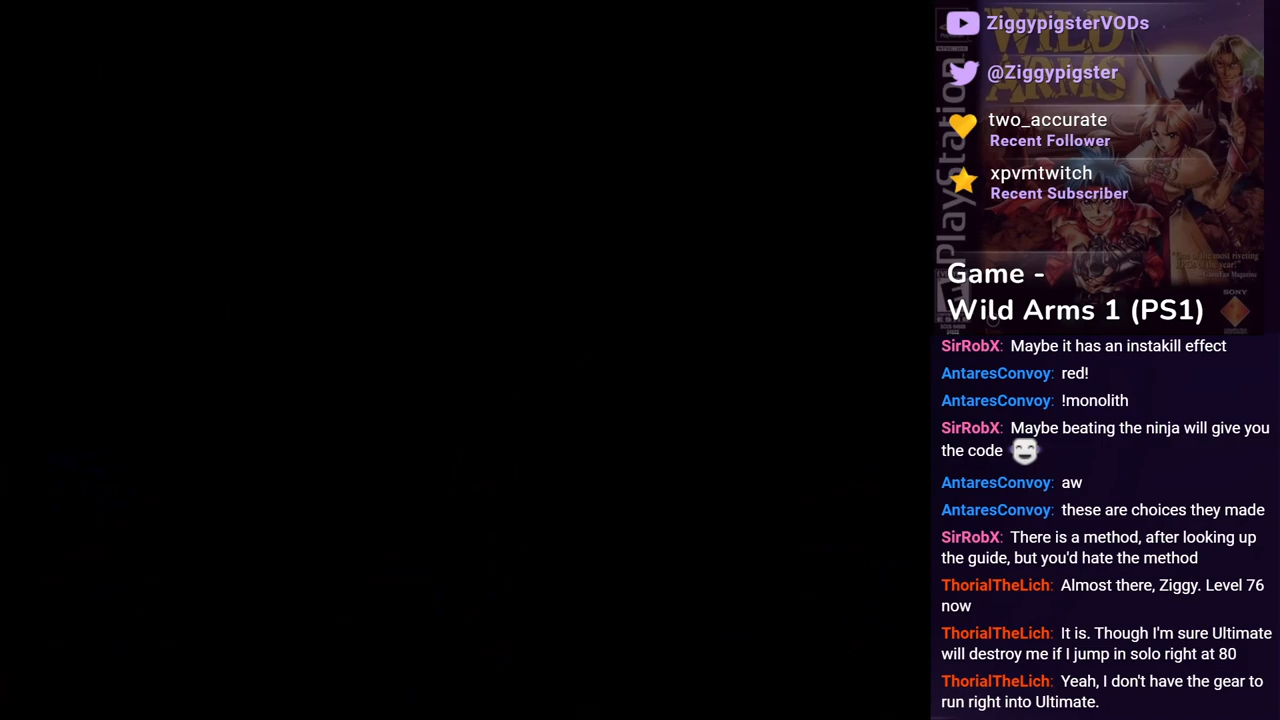 ZiggypigsterVODs
@Ziggypigster
two_accurate
Recent Follower
xpvmtwitch
Recent Subscriber
WILD
ARMS
PlayStation
Game -
Wild Arms 1 (PS1)
SONY
SirRobX: Maybe it has an instakill effect
AntaresConvoy: red!
AntaresConvoy: !monolith
SirRobX: Maybe beating the ninja will give you
the code
AntaresConvoy: aw
AntaresConvoy: these are choices they made
SirRobX: There is a method, after looking up
the guide, but you'd hate the method
ThorialTheLich: Almost there, Ziggy. Level 76
now
ThorialTheLich: It is. Though I'm sure Ultimate
will destroy me if I jump in solo right at 80
ThorialTheLich: Yeah, I don't have the gear to
run right into Ultimate.